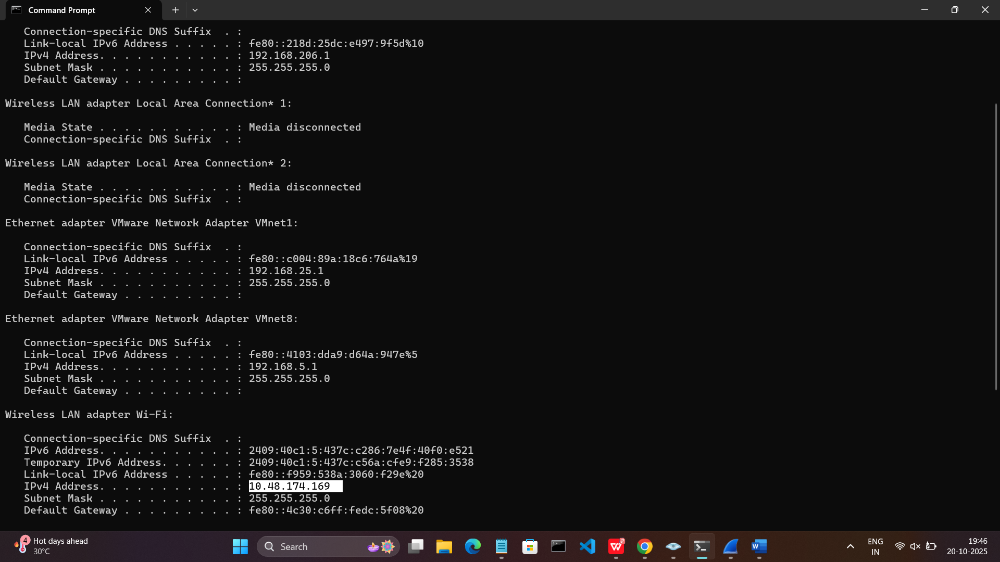 Command Prompt
   Connection-specific DNS Suffix  . :
   Link-local IPv6 Address . . . . . : fe80::218d:25dc:e497:9f5d%10
   IPv4 Address. . . . . . . . . . . : 192.168.206.1
   Subnet Mask . . . . . . . . . . . : 255.255.255.0
   Default Gateway . . . . . . . . . :
Wireless LAN adapter Local Area Connection* 1:
   Media State . . . . . . . . . . . : Media disconnected
   Connection-specific DNS Suffix  . :
Wireless LAN adapter Local Area Connection* 2:
   Media State . . . . . . . . . . . : Media disconnected
   Connection-specific DNS Suffix  . :
Ethernet adapter VMware Network Adapter VMnet1:
   Connection-specific DNS Suffix  . :
   Link-local IPv6 Address . . . . . : fe80::c004:89a:18c6:764a%19
   IPv4 Address. . . . . . . . . . . : 192.168.25.1
   Subnet Mask . . . . . . . . . . . : 255.255.255.0
   Default Gateway . . . . . . . . . :
Ethernet adapter VMware Network Adapter VMnet8:
   Connection-specific DNS Suffix  . :
   Link-local IPv6 Address . . . . . : fe80::4103:dda9:d64a:947e%5
   IPv4 Address. . . . . . . . . . . : 192.168.5.1
   Subnet Mask . . . . . . . . . . . : 255.255.255.0
   Default Gateway . . . . . . . . . :
Wireless LAN adapter Wi-Fi:
   Connection-specific DNS Suffix  . :
   IPv6 Address. . . . . . . . . . . : 2409:40c1:5:437c:c286:7e4f:40f0:e521
   Temporary IPv6 Address. . . . . . : 2409:40c1:5:437c:c56a:cfe9:f285:3538
   Link-local IPv6 Address . . . . . : fe80::f959:538a:3060:f29e%20
   IPv4 Address. . . . . . . . . . . : 10.48.174.169
   Subnet Mask . . . . . . . . . . . : 255.255.255.0
   Default Gateway . . . . . . . . . : fe80::4c30:c6ff:fedc:5f08%20
4
Hot days ahead
30°C
Search
W
W
ENG
IN
19:46
20-10-2025